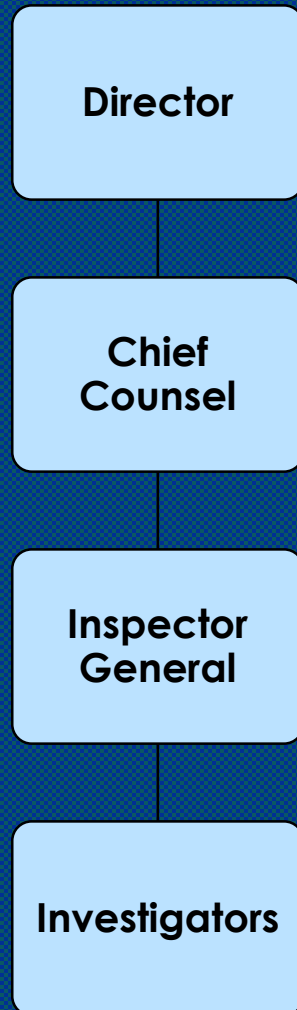 Director
Chief
Counsel
Inspector
General
Investigators